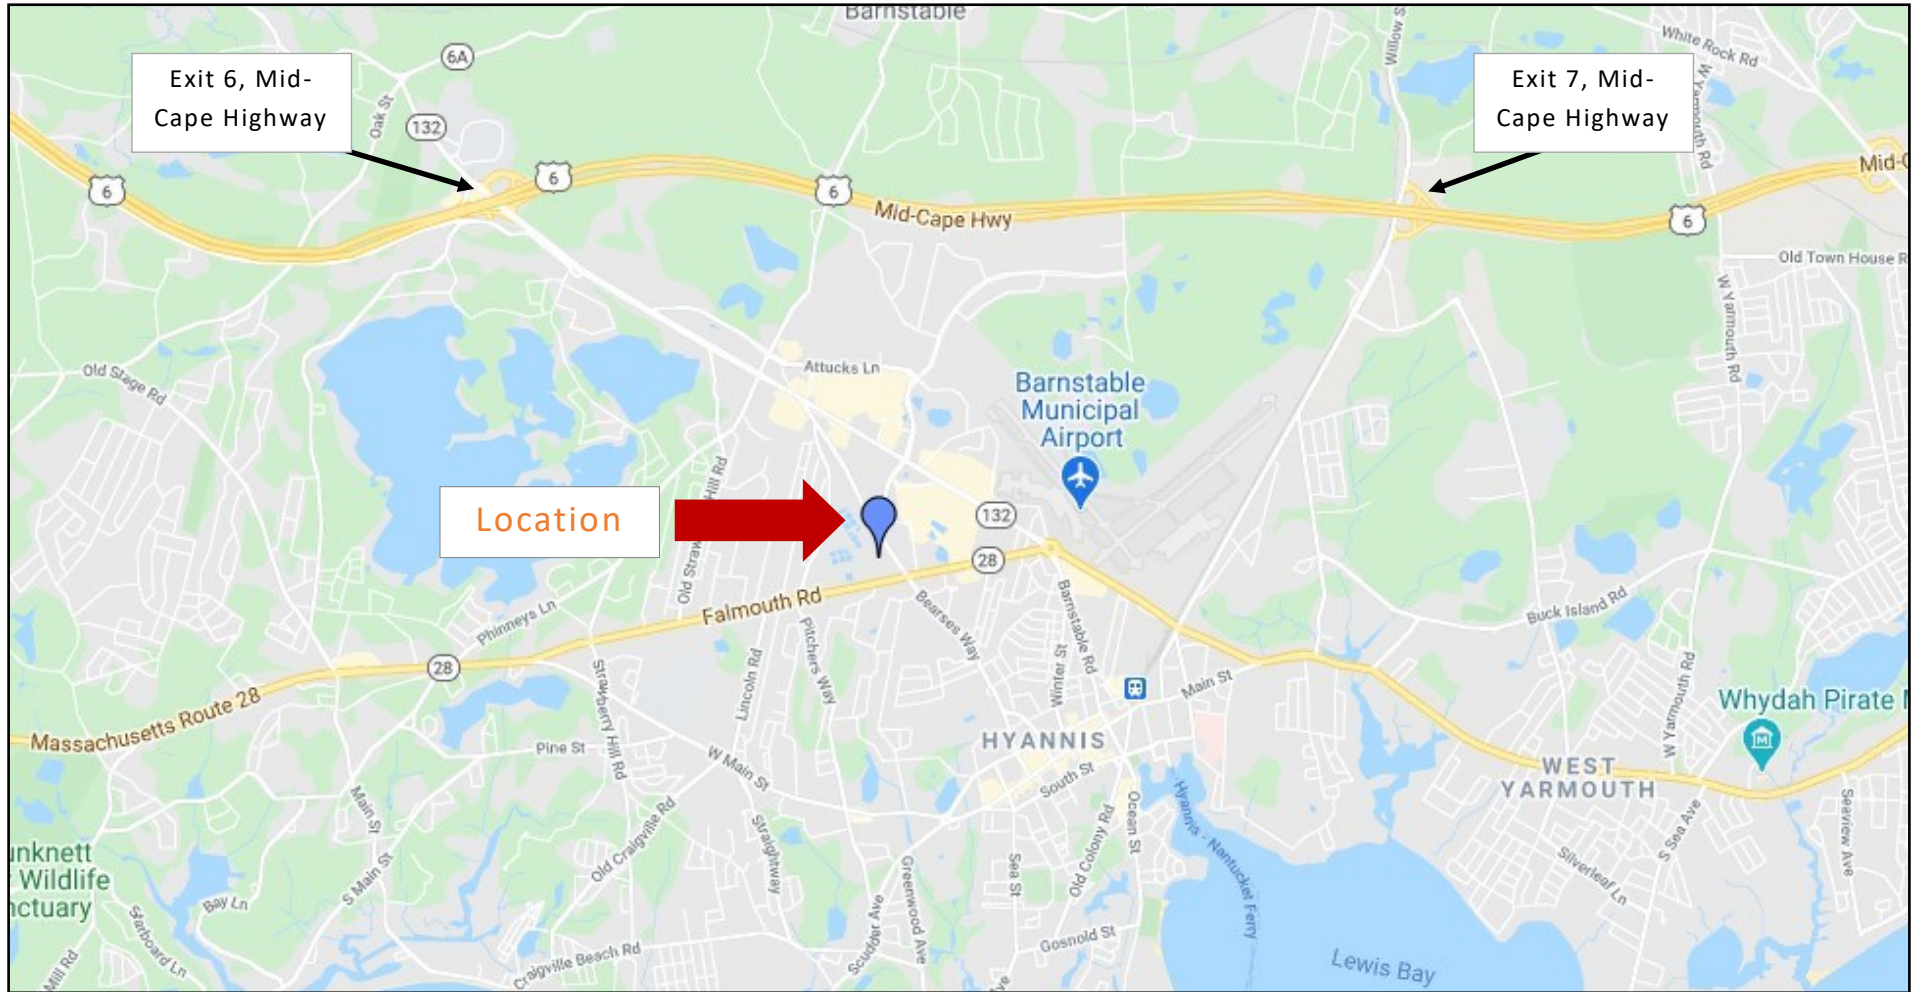 Barnstable
6A
Exit 6, Mid-
Cape Highway
Oak St
132
Willow S
White Rock Rd
W Yarmouth Rd
Exit 7, Mid-
Cape Highway
6
6
6
Mid-Cape Hwy
6
Mid-C
Old Town House R
W Yarmouth Rd
Old Stage Rd
Attucks Ln
Barnstable
Municipal
Airport
Hill Rd
Old Straw
Location
132
28
Falmouth Rd
Bearses Way
Barnstable Rd
Buck Island Rd
Phinneys Ln
Pitchers Way
Lincoln Rd
Winter St
Main St
28
Strawberry Hill Rd
W Yarmouth Rd
Whydah Pirate M
Massachusetts Route 28
HYANNIS
Pine St
W Main St
South St
WEST
YARMOUTH
Main St
Old Craigville Rd
Straightway
Ocean St
Old Colony Rd
Hyannis - Nantucket Ferry
S Sea Ave
Seaview Ave
Silverleaf Ln
unknett
Wildlife
nctuary
S Main St
Bay Ln
Starboard Ln
Mill Rd
Sea St
Greenwood Ave
Scudder Ave
Gosnold St
Craigville Beach Rd
Ave
Lewis Bay